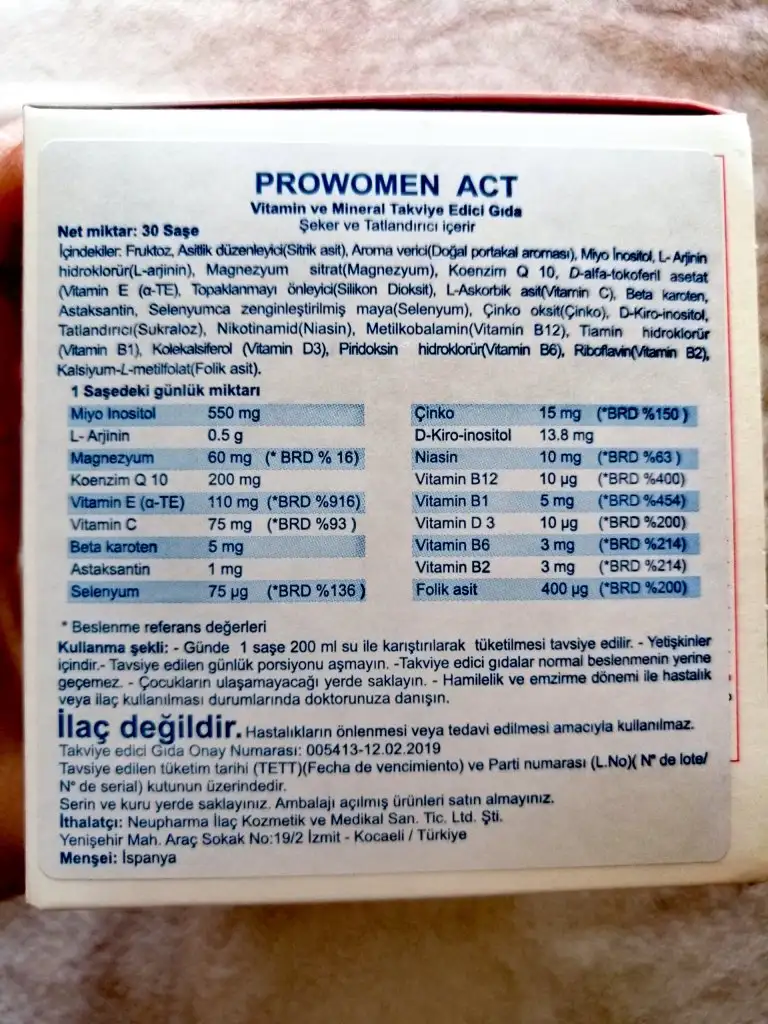 PROWOMEN ACT
Vitamin ve Mineral Takviye Edici Gıda
Net miktar: 30 Saşe
Şeker ve Tatlandırıcı içerir
İçindekiler: Fruktoz, Asitlik düzenleyici(Sitrik asit), Aroma verici(Doğal portakal aroması), Miyo İnositol, L- Arjinin
hidroklorür(L-arjinin), Magnezyum sitrat(Magnezyum), Koenzim Q 10, D-alfa-tokoferil asetat
(Vitamin E (α-TE), Topaklanmayı önleyici(Silikon Dioksit), L-Askorbik asit(Vitamin C), Beta karoten,
Astaksantin, Selenyumca zenginleştirilmiş maya(Selenyum), Çinko oksit(Çinko), D-Kiro-inositol,
Tatlandırıcı(Sukraloz), Nikotinamid(Niasin), Metilkobalamin(Vitamin B12), Tiamin hidroklorür
(Vitamin B1), Kolekalsiferol (Vitamin D3), Piridoksin hidroklorür(Vitamin B6), Riboflavin(Vitamin B2),
Kalsiyum-L-metilfolat(Folik asit).
1 Saşedeki günlük miktarı
Miyo Inositol 550 mg
L- Arjinin 0.5 g
Magnezyum 60 mg (* BRD % 16)
Koenzim Q 10 200 mg
Vitamin E (α-TE) 110 mg (*BRD %916)
Vitamin C 75 mg (*BRD %93 )
Beta karoten 5 mg
Astaksantin 1 mg
Selenyum 75 µg (*BRD %136 )
Çinko 15 mg (*BRD %150 )
D-Kiro-inositol 13.8 mg
Niasin 10 mg (*BRD %63 )
Vitamin B12 10 µg (*BRD %400)
Vitamin B1 5 mg (*BRD %454)
Vitamin D 3 10 µg (*BRD %200)
Vitamin B6 3 mg (*BRD %214)
Vitamin B2 3 mg (*BRD %214)
Folik asit 400 µg (*BRD %200)
* Beslenme referans değerleri
Kullanma şekli: - Günde 1 saşe 200 ml su ile karıştırılarak tüketilmesi tavsiye edilir. - Yetişkinler
içindir.- Tavsiye edilen günlük porsiyonu aşmayın. -Takviye edici gıdalar normal beslenmenin yerine
geçemez. - Çocukların ulaşamayacağı yerde saklayın. - Hamilelik ve emzirme dönemi ile hastalık
veya ilaç kullanılması durumlarında doktorunuza danışın.
İlaç değildir. Hastalıkların önlenmesi veya tedavi edilmesi amacıyla kullanılmaz.
Takviye edici Gıda Onay Numarası: 005413-12.02.2019
Tavsiye edilen tüketim tarihi (TETT)(Fecha de vencimiento) ve Parti numarası (L.No)( N° de lote/
N° de serial) kutunun üzerindedir.
Serin ve kuru yerde saklayınız. Ambalajı açılmış ürünleri satın almayınız.
İthalatçı: Neupharma İlaç Kozmetik ve Medikal San. Tic. Ltd. Şti.
Yenişehir Mah. Araç Sokak No:19/2 İzmit - Kocaeli / Türkiye
Menşei: İspanya